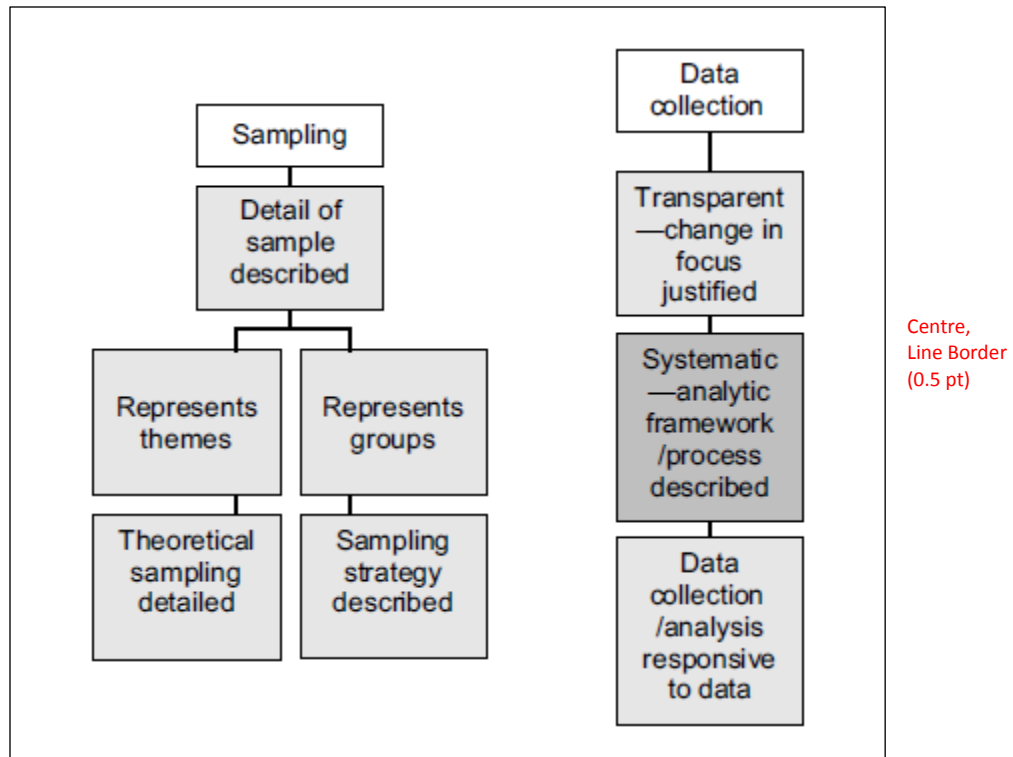 Sampling
Detail of
sample
described
Represents
themes
Represents
groups
Theoretical
sampling
detailed
Sampling
strategy
described
Data
collection
Transparent
—change in
focus
justified
Systematic
—analytic
framework
/process
described
Data
collection
/analysis
responsive
to data
Centre,
Line Border
(0.5 pt)